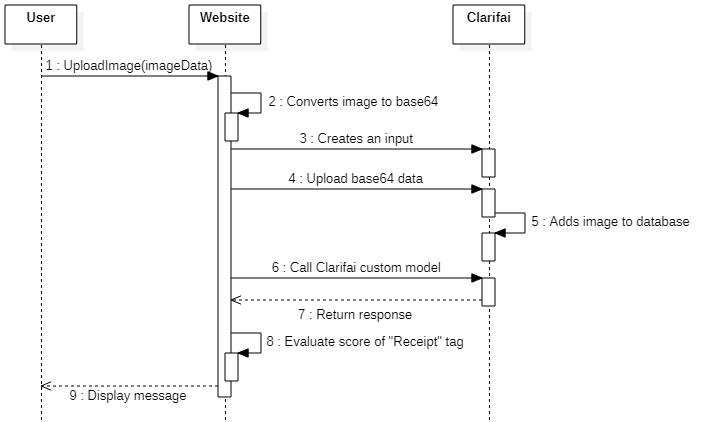 User
Website
Clarifai
1 : UploadImage(imageData)
2 : Converts image to base64
3 : Creates an input
4 : Upload base64 data
5 : Adds image to database
6 : Call Clarifai custom model
7 : Return response
8 : Evaluate score of "Receipt" tag
9 : Display message